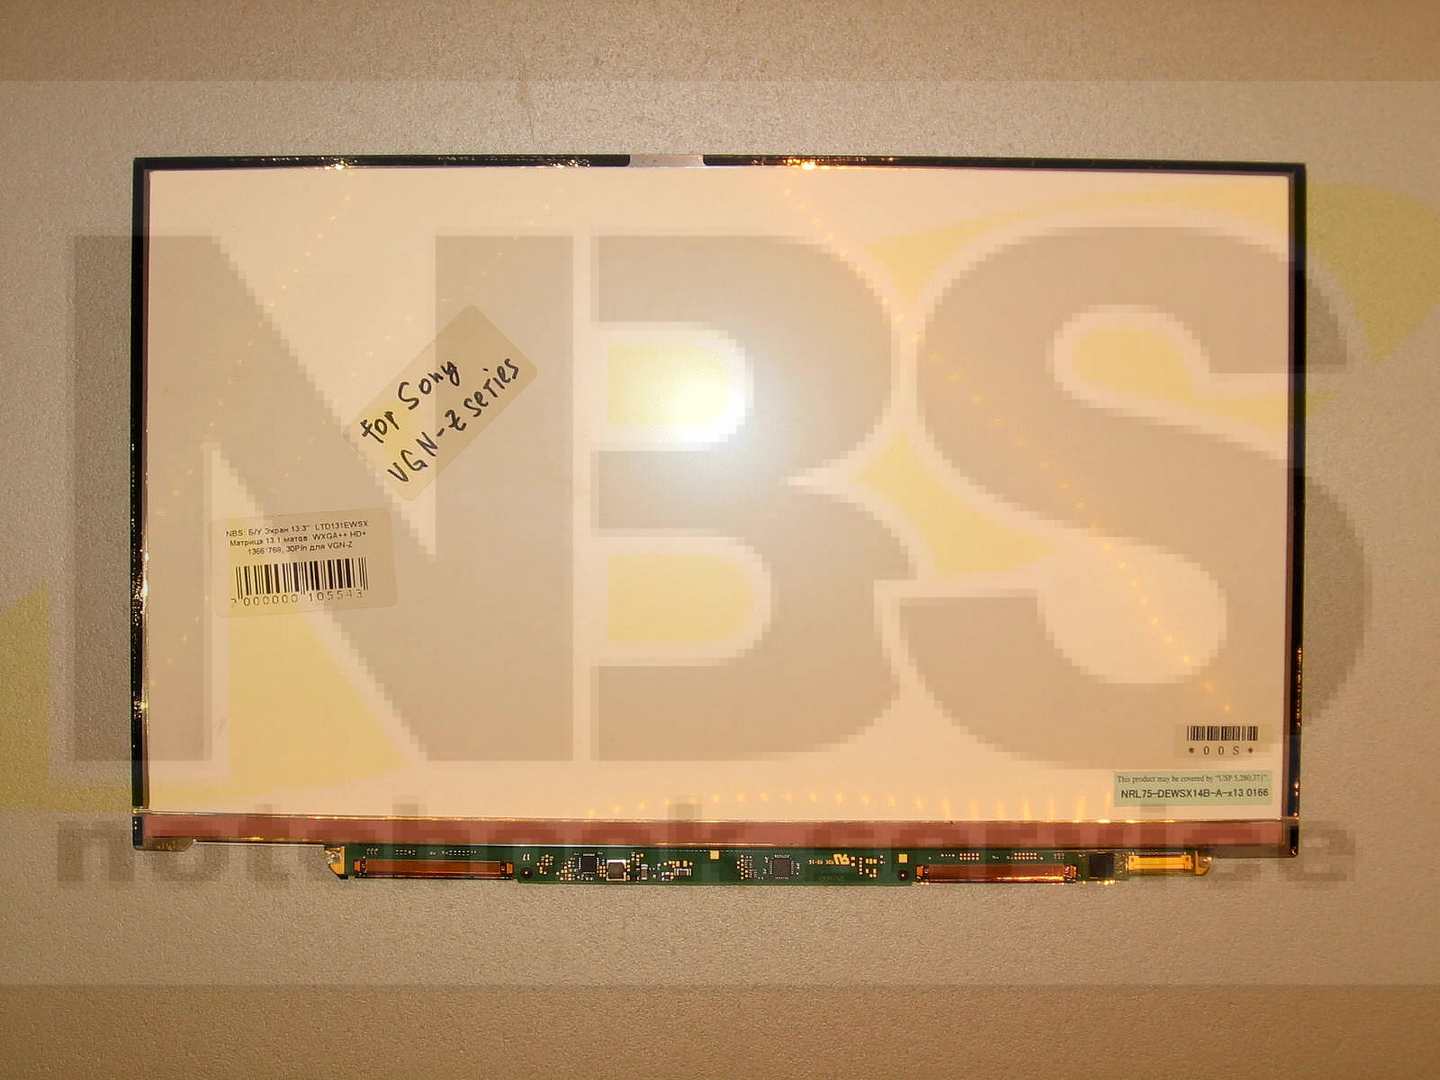 for Sony
VGN-Z series
NBS: Б/У Экран 13.3" LTD131EWSX
Матрица 13.1 матов. WXGA++ HD+
1366*768, 30Pin для VGN-Z
000000 105543
*00S*
This product may be covered by "USP 5,280,371".
NRL75-DEWSX14B-A-x13 0166
NBS
notebook service